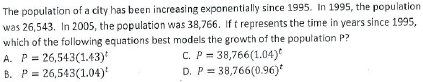 The population of a city has been increasing exponentially since 1995. In 1995, the population
was 26,543. In 2005, the population was 38,766. If t represents the time in years since 1995,
which of the following equations best models the growth of the population P?
A. P = 26,543(1.43)ᵗ C. P = 38,766(1.04)ᵗ
B. P = 26,543(1.04)ᵗ D. P = 38,766(0.96)ᵗ